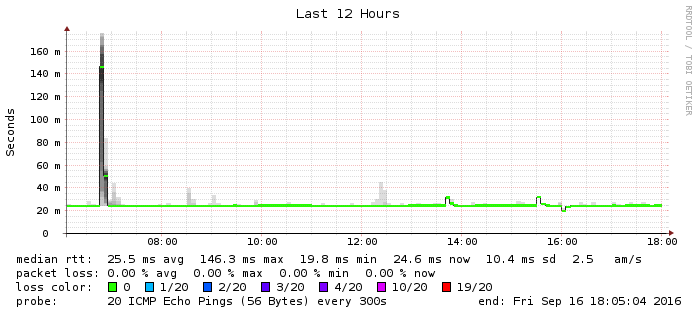 Last 12 Hours
RRDTOOL / TOBI OETIKER
Seconds
160 m
140 m
120 m
100 m
80 m
60 m
40 m
20 m
0
08:00 10:00 12:00 14:00 16:00 18:00
median rtt: 25.5 ms avg 146.3 ms max 19.8 ms min 24.6 ms now 10.4 ms sd 2.5 am/s
packet loss: 0.00 % avg 0.00 % max 0.00 % min 0.00 % now
loss color: 0 1/20 2/20 3/20 4/20 10/20 19/20
probe: 20 ICMP Echo Pings (56 Bytes) every 300s end: Fri Sep 16 18:05:04 2016